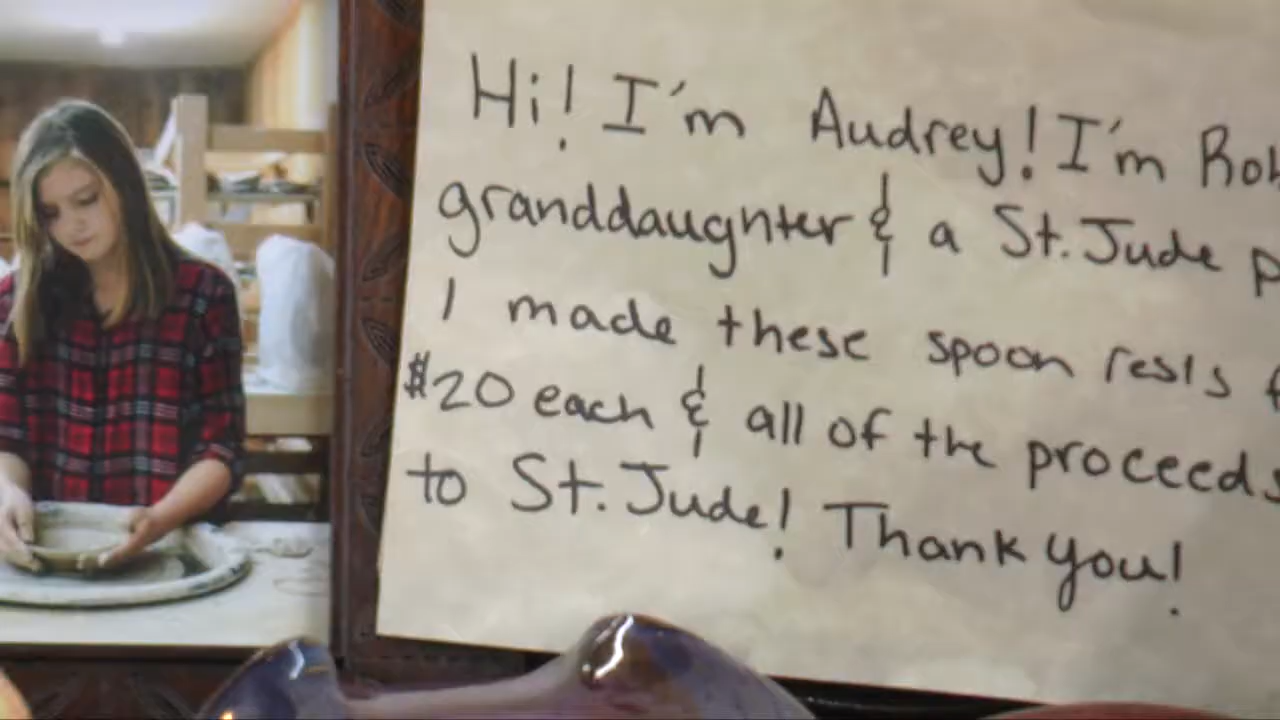 Hi! I'm Audrey! I'm Rob
granddaughter & a St. Jude p
I made these spoon rests f
$20 each & all of the proceeds
to St. Jude! Thank you!